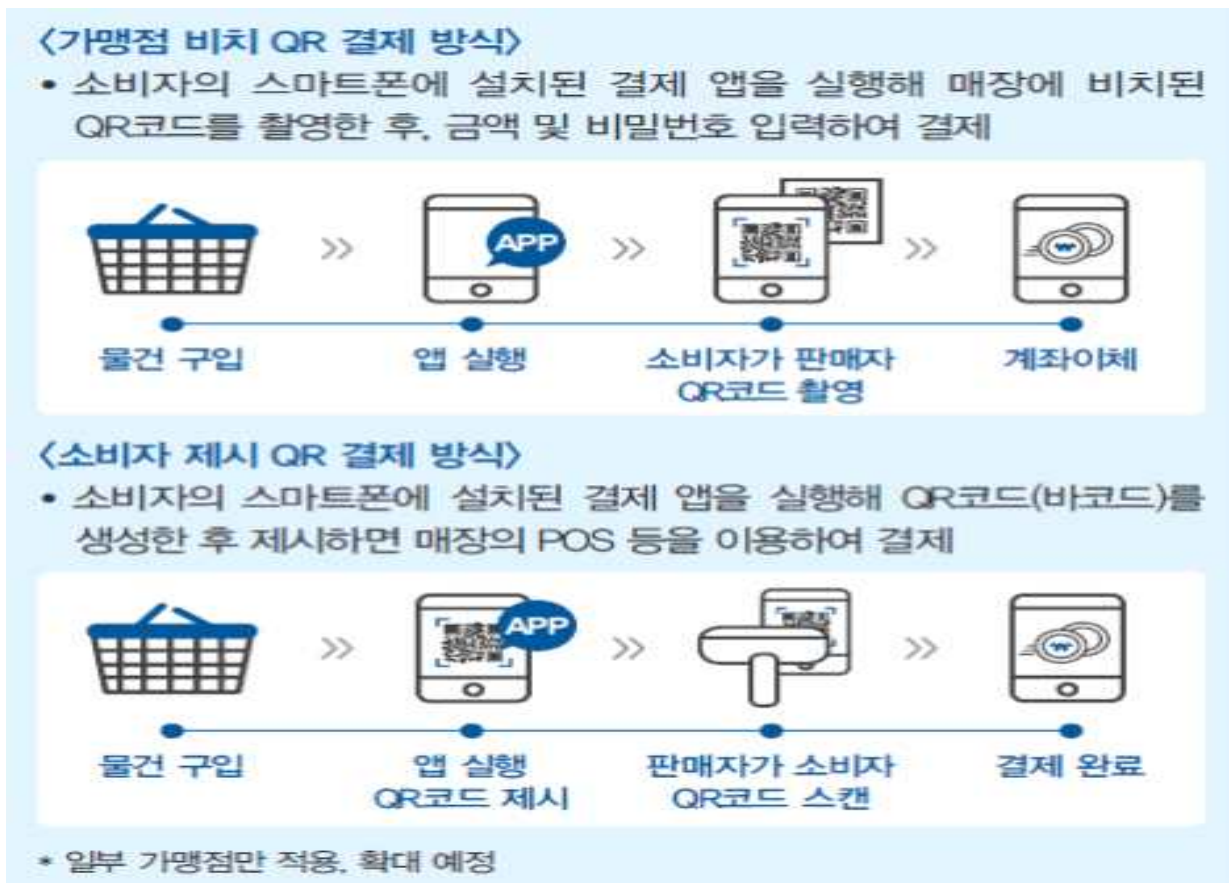 〈가맹점 비치 QR 결제 방식〉
• 소비자의 스마트폰에 설치된 결제 앱을 실행해 매장에 비치된
QR코드를 촬영한 후, 금액 및 비밀번호 입력하여 결제
APP
물건 구입 앱 실행 소비자가 판매자 계좌이체
QR코드 촬영
〈소비자 제시 QR 결제 방식〉
• 소비자의 스마트폰에 설치된 결제 앱을 실행해 QR코드(바코드)를
생성한 후 제시하면 매장의 POS 등을 이용하여 결제
APP
물건 구입 앱 실행 판매자가 소비자 결제 완료
QR코드 제시 QR코드 스캔
* 일부 가맹점만 적용, 확대 예정